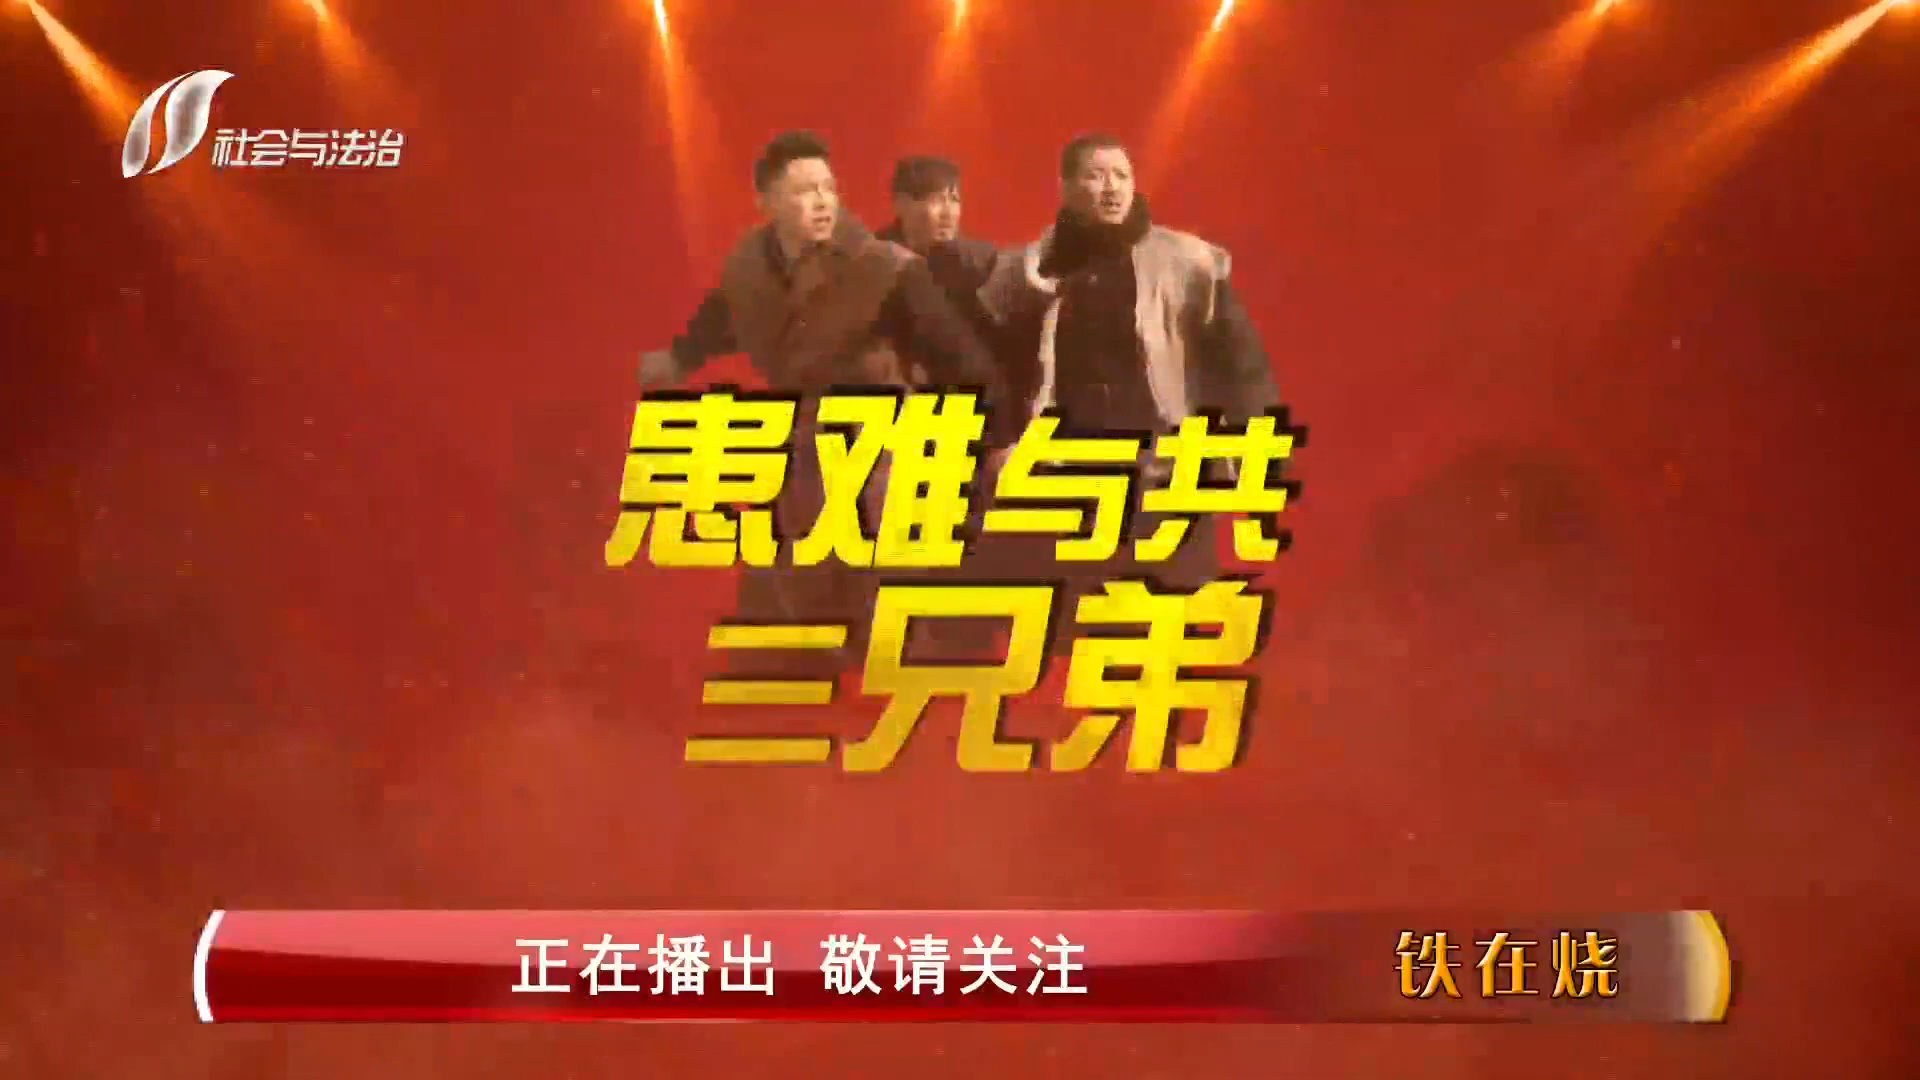 社会与法治
患难与共
三兄弟
正在播出 敬请关注
铁在烧